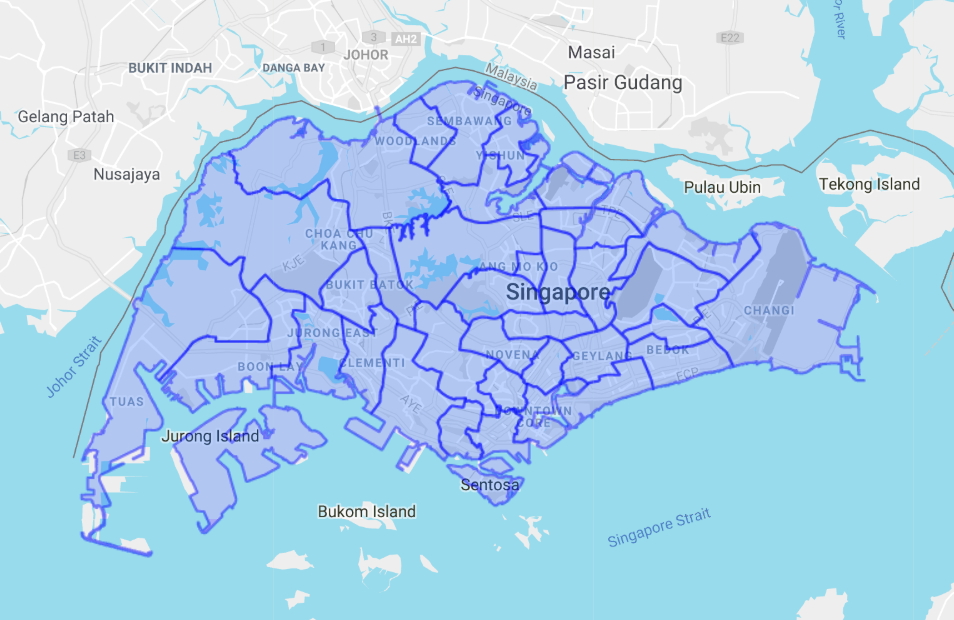 or River
E22
3
AH2
1
JOHOR
Masai
BUKIT INDAH
DANGA BAY
Malaysia
Pasir Gudang
Singapore
Gelang Patah
SEMBAWANG
WOODLANDS
E3
YISHUN
Nusajaya
Pulau Ubin
Tekong Island
CHOA CHU
KANG
KJE
ANG MO KIO
BUKIT BATOK
Singapore
CHANGI
JURONG EAST
Johor Strait
NOVENA
GEYLANG
BEDOK
BOON LAY
CLEMENTI
ECP
TUAS
AYE
DOWNTOWN
CORE
Jurong Island
Sentosa
Bukom Island
Singapore Strait